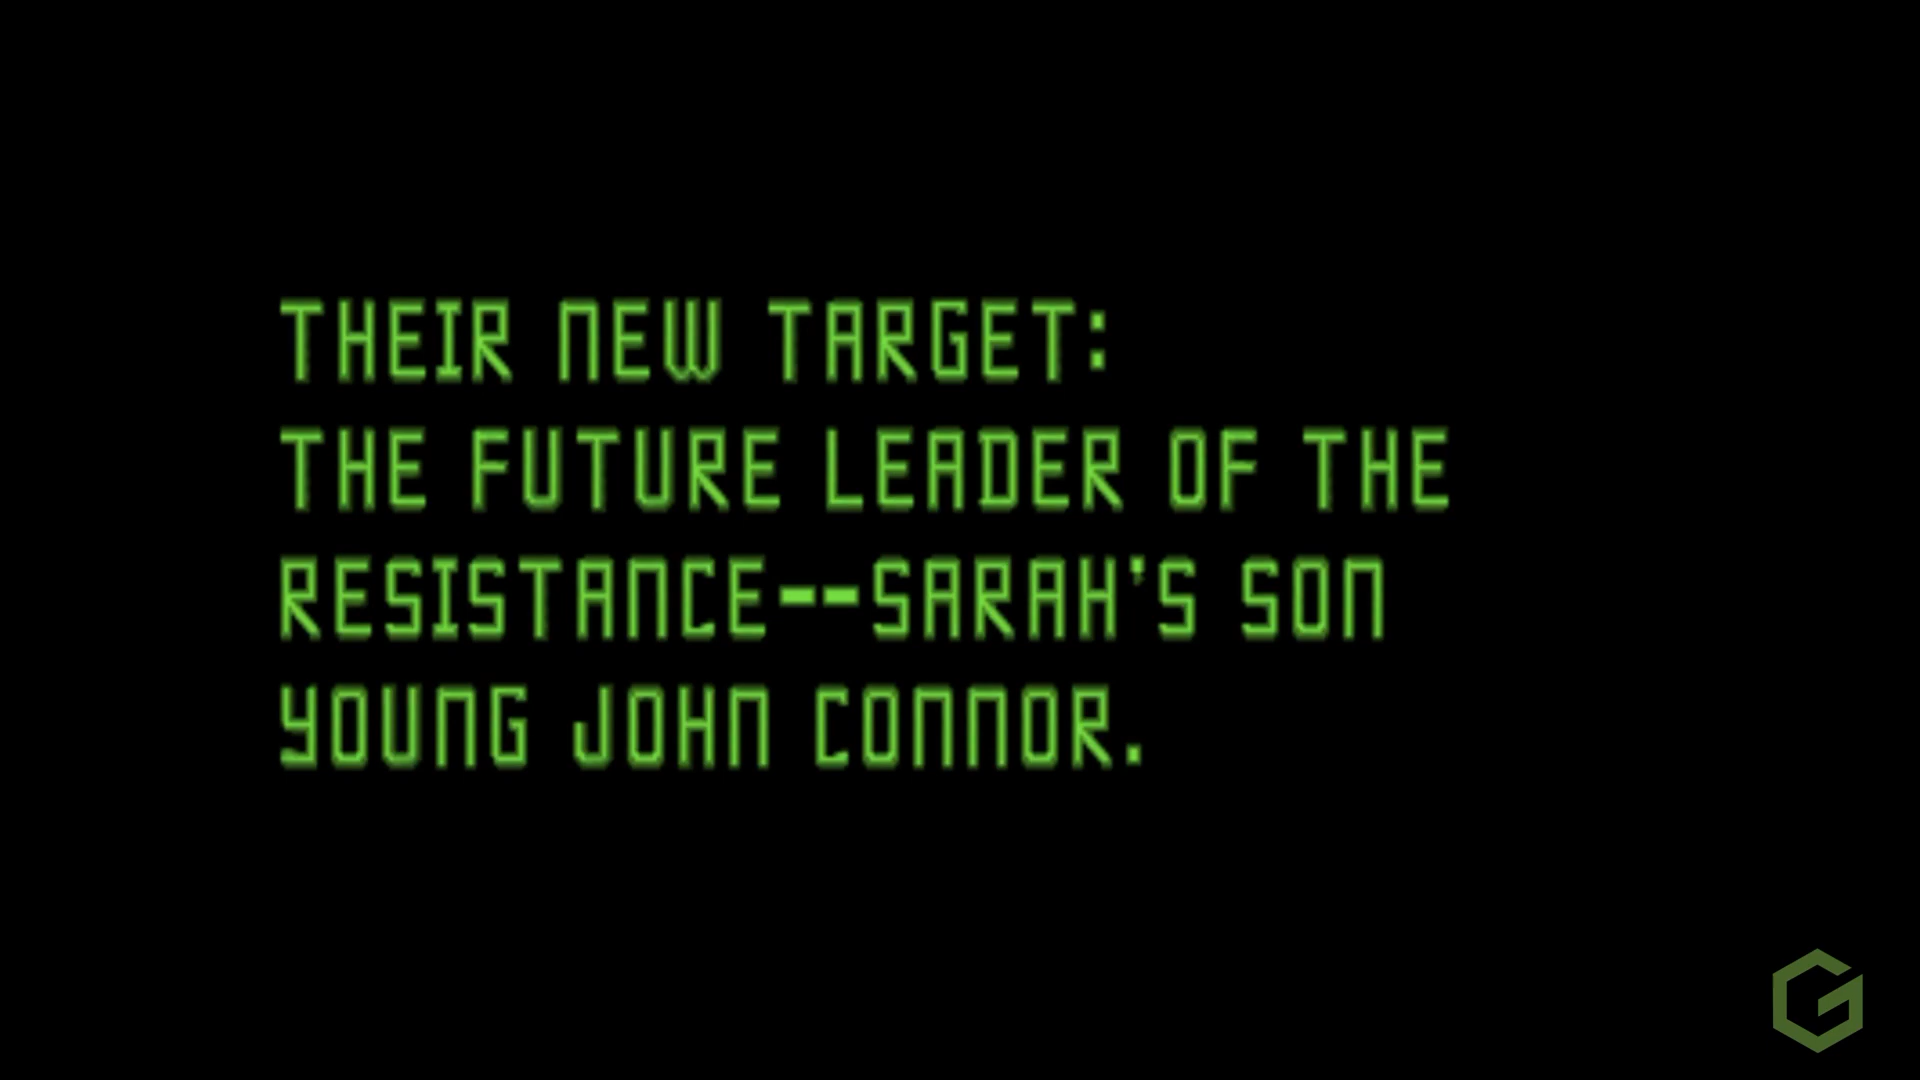 THEIR NEW TARGET:
THE FUTURE LEADER OF THE
RESISTANCE--SARAH'S SON
YOUNG JOHN CONNOR.